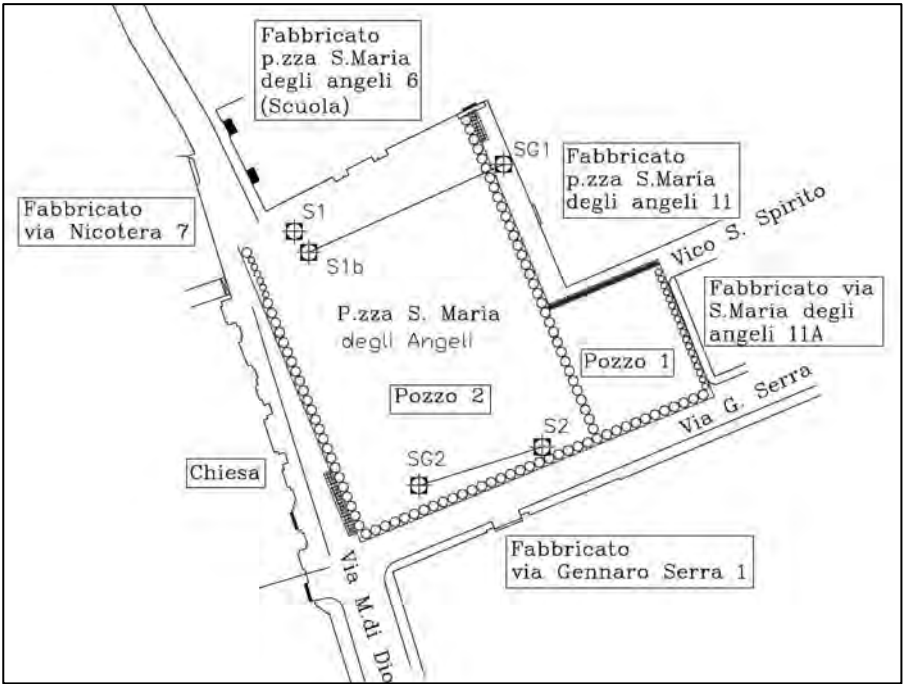 Fabbricato
p.zza S.Maria
degli angeli 6
(Scuola)
SG1
Fabbricato
p.zza S.Maria
degli angeli 11
Fabbricato
via Nicotera 7
S1
S1b
Vico S. Spirito
Fabbricato via
S.Maria degli
angeli 11A
P.zza S. Maria
degli Angeli
Pozzo 1
Pozzo 2
Via G. Serra
S2
SG2
Chiesa
Fabbricato
via Gennaro Serra 1
Via M.di Dio